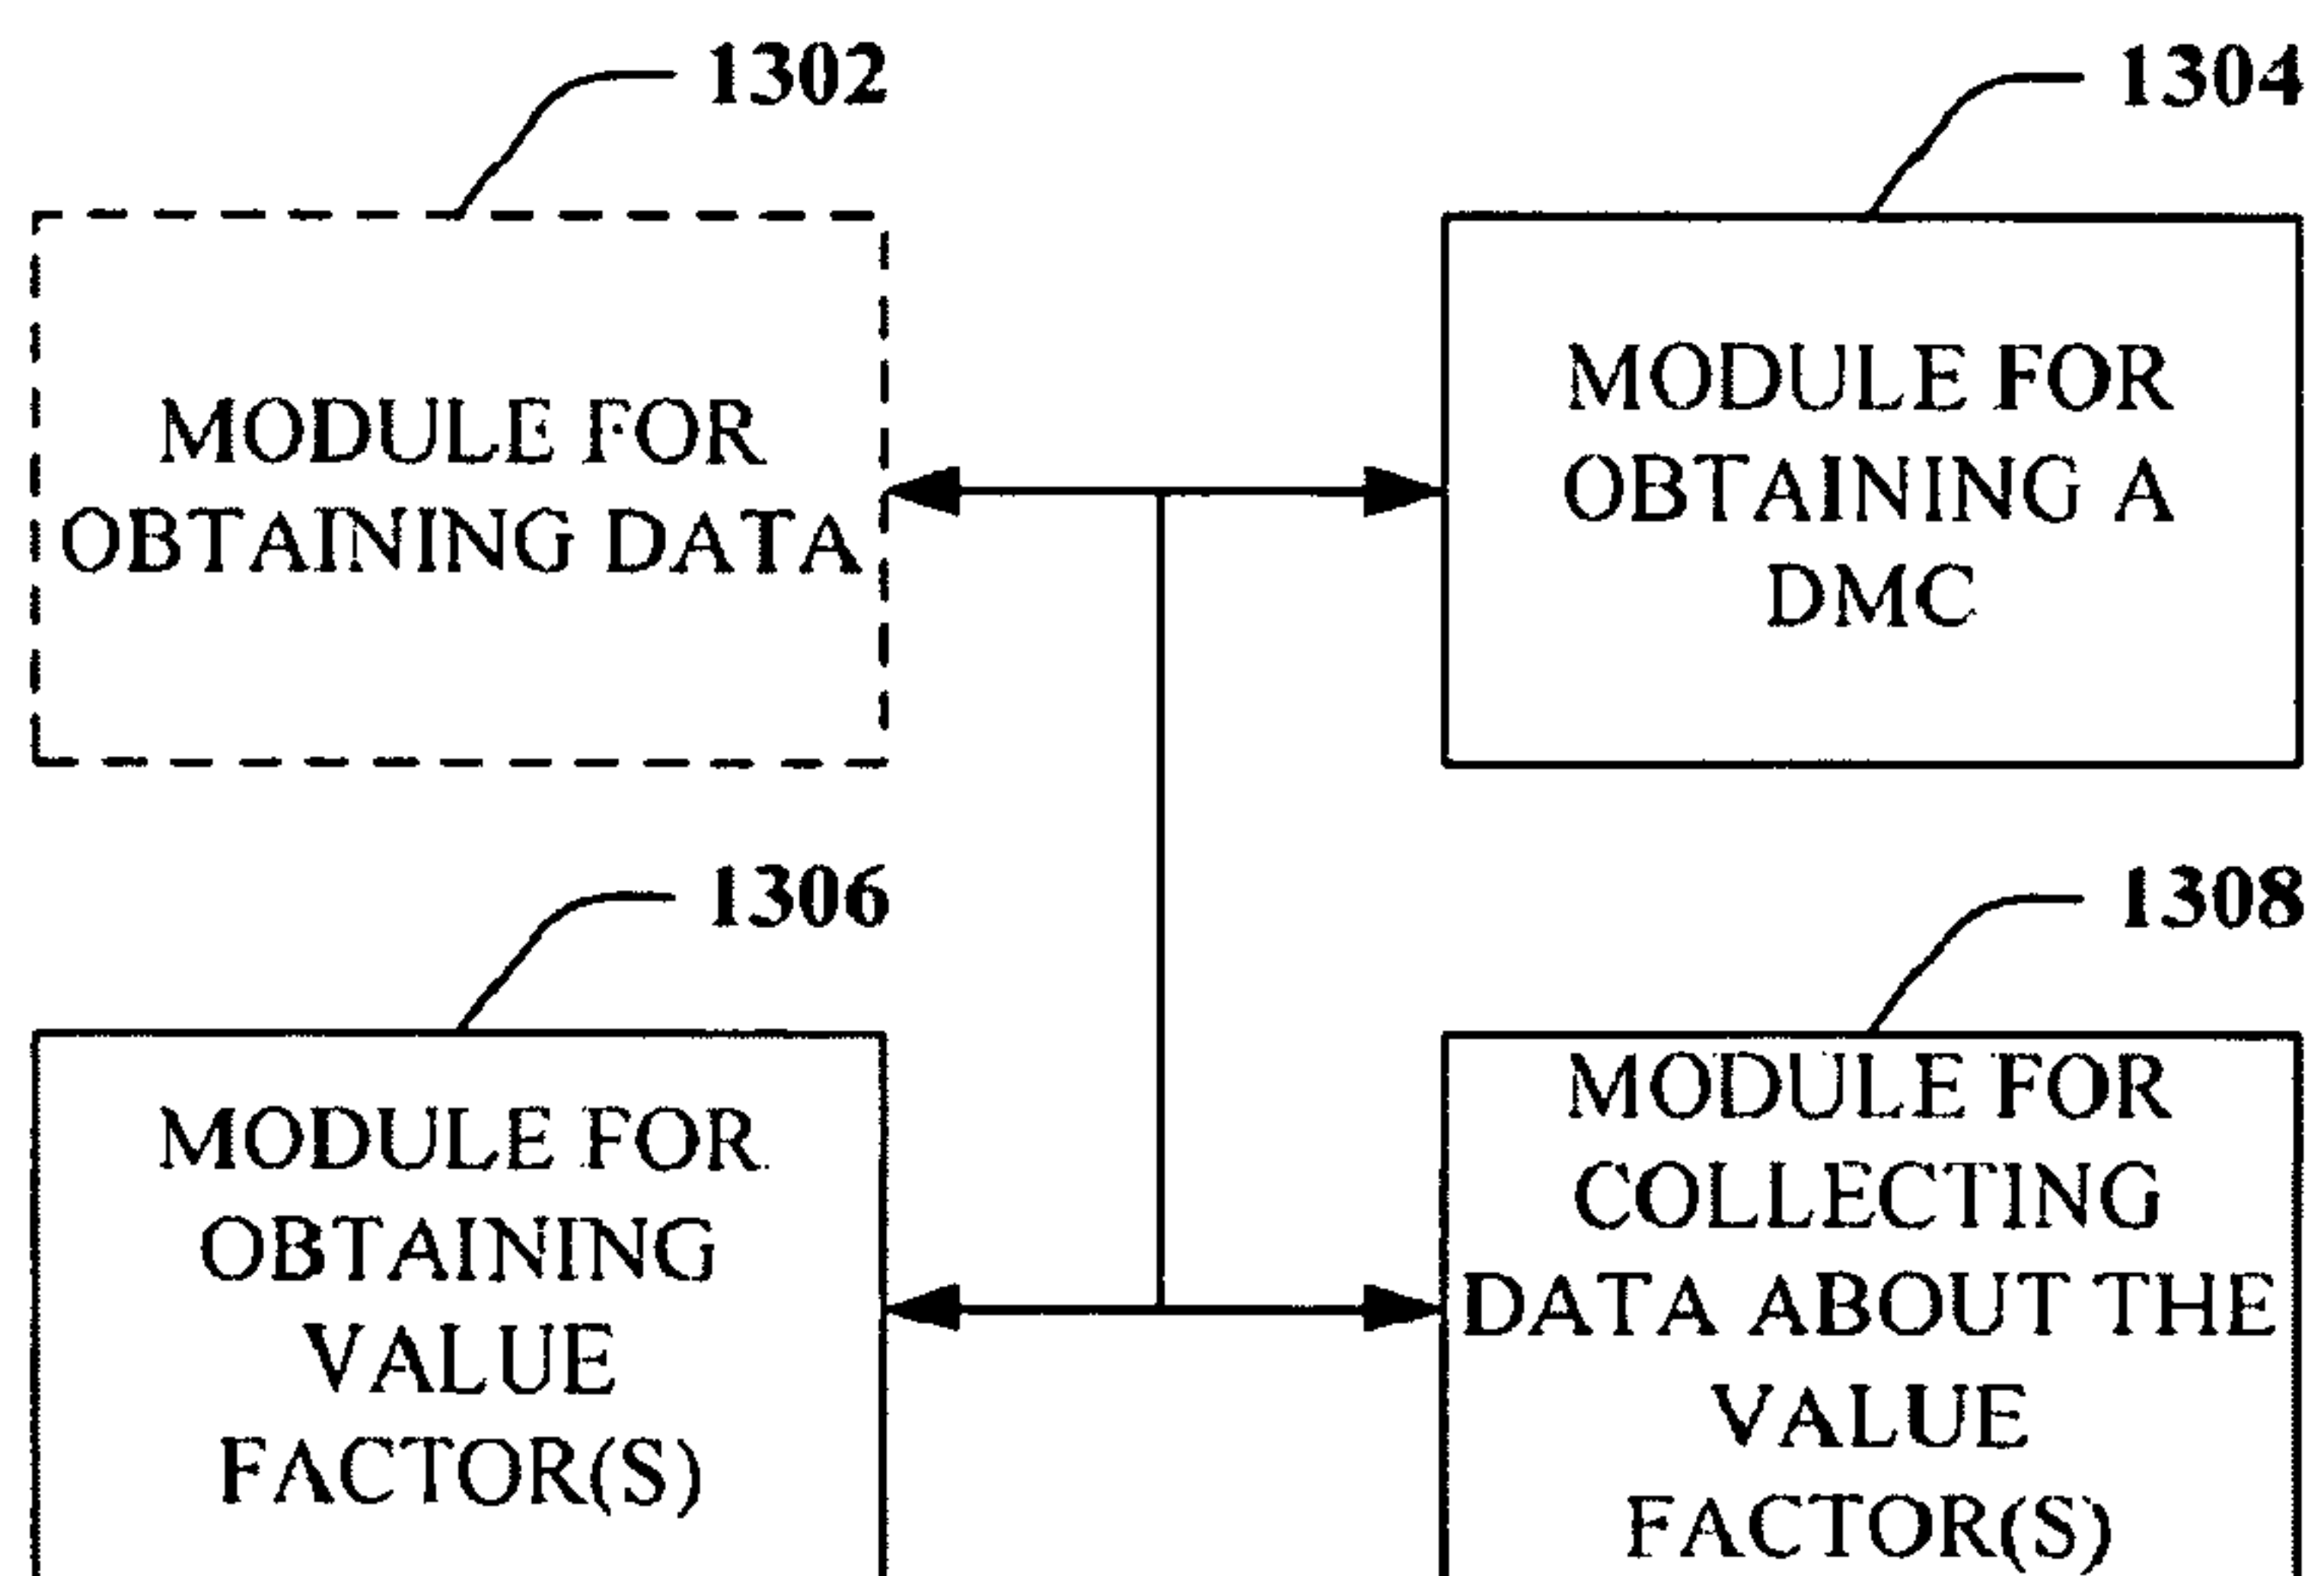 1302
1304
MODULE FOR
OBTAINING DATA
MODULE FOR
OBTAINING A
DMC
1306
1308
MODULE FOR
OBTAINING
VALUE
FACTOR(S)
MODULE FOR
COLLECTING
DATA ABOUT THE
VALUE
FACTOR(S)